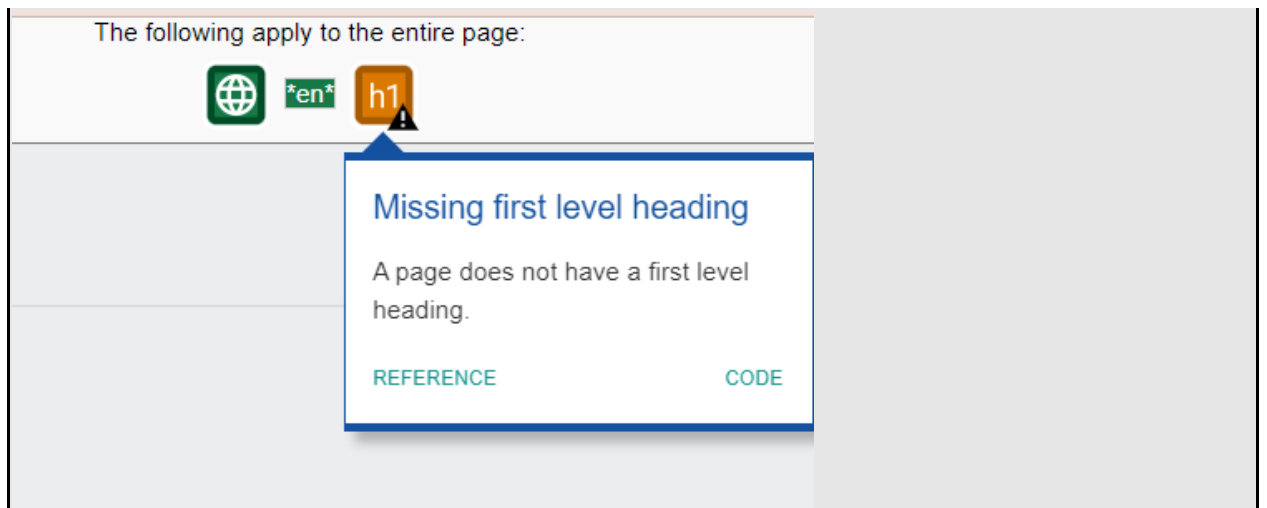 The following apply to the entire page:
*en* h1
Missing first level heading
A page does not have a first level
heading.
REFERENCE CODE